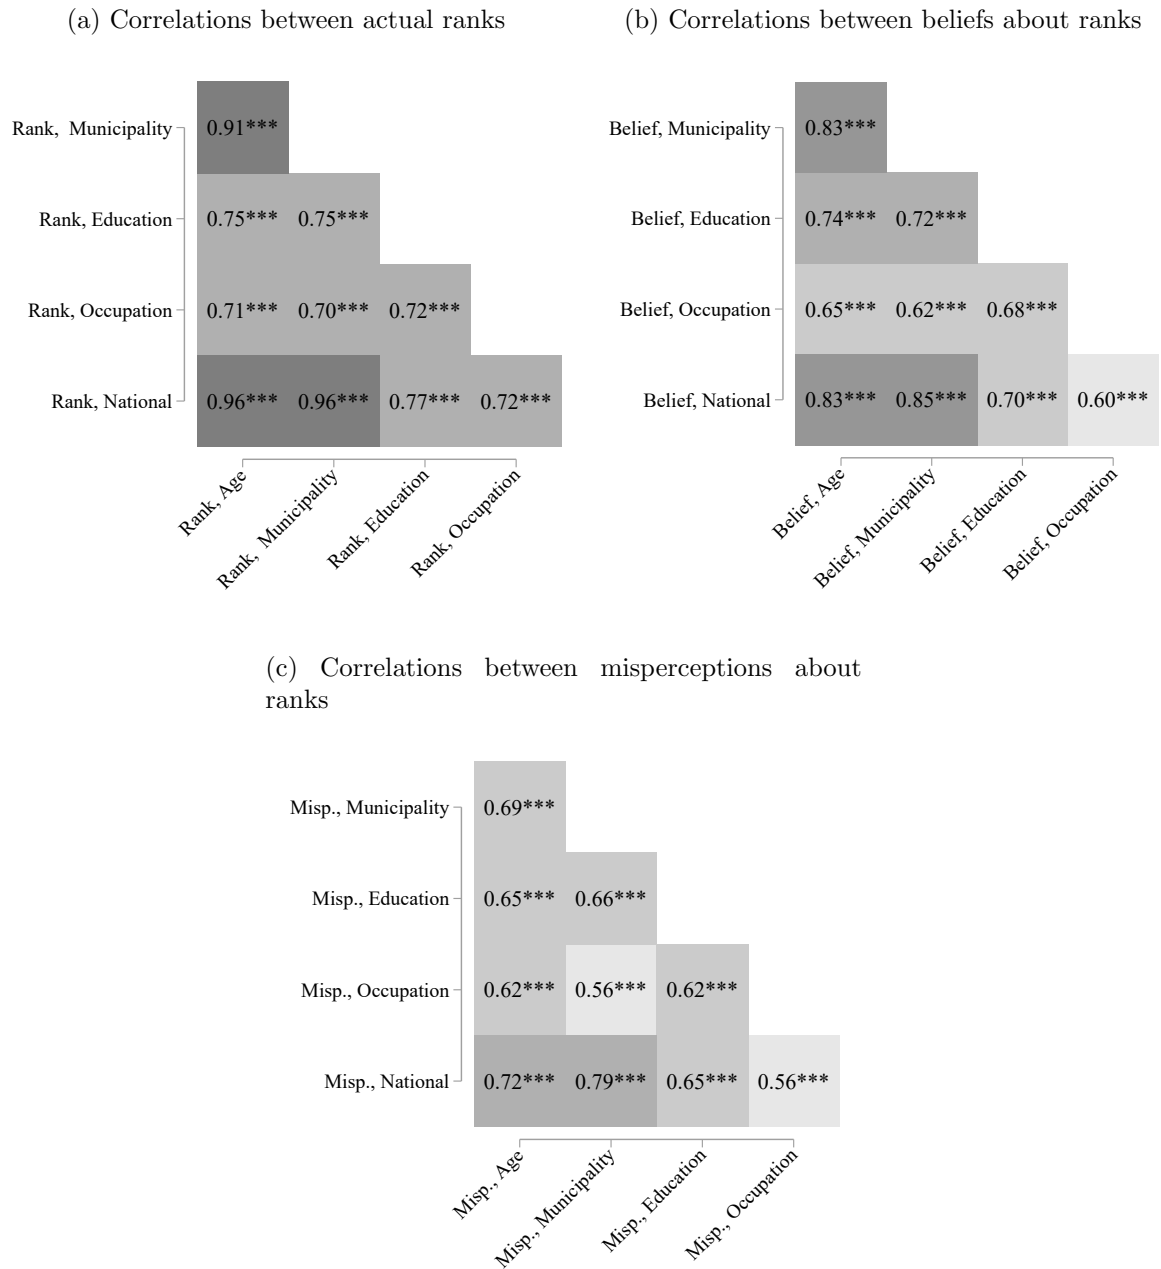 (a) Correlations between actual ranks
Rank, Municipality 0.91***
Rank, Education 0.75*** 0.75***
Rank, Occupation 0.71*** 0.70*** 0.72***
Rank, National 0.96*** 0.96*** 0.77*** 0.72***
Rank, Age
Rank, Municipality
Rank, Education
Rank, Occupation
(b) Correlations between beliefs about ranks
Belief, Municipality 0.83***
Belief, Education 0.74*** 0.72***
Belief, Occupation 0.65*** 0.62*** 0.68***
Belief, National 0.83*** 0.85*** 0.70*** 0.60***
Belief, Age
Belief, Municipality
Belief, Education
Belief, Occupation
(c) Correlations between misperceptions about
ranks
Misp., Municipality 0.69***
Misp., Education 0.65*** 0.66***
Misp., Occupation 0.62*** 0.56*** 0.62***
Misp., National 0.72*** 0.79*** 0.65*** 0.56***
Misp., Age
Misp., Municipality
Misp., Education
Misp., Occupation